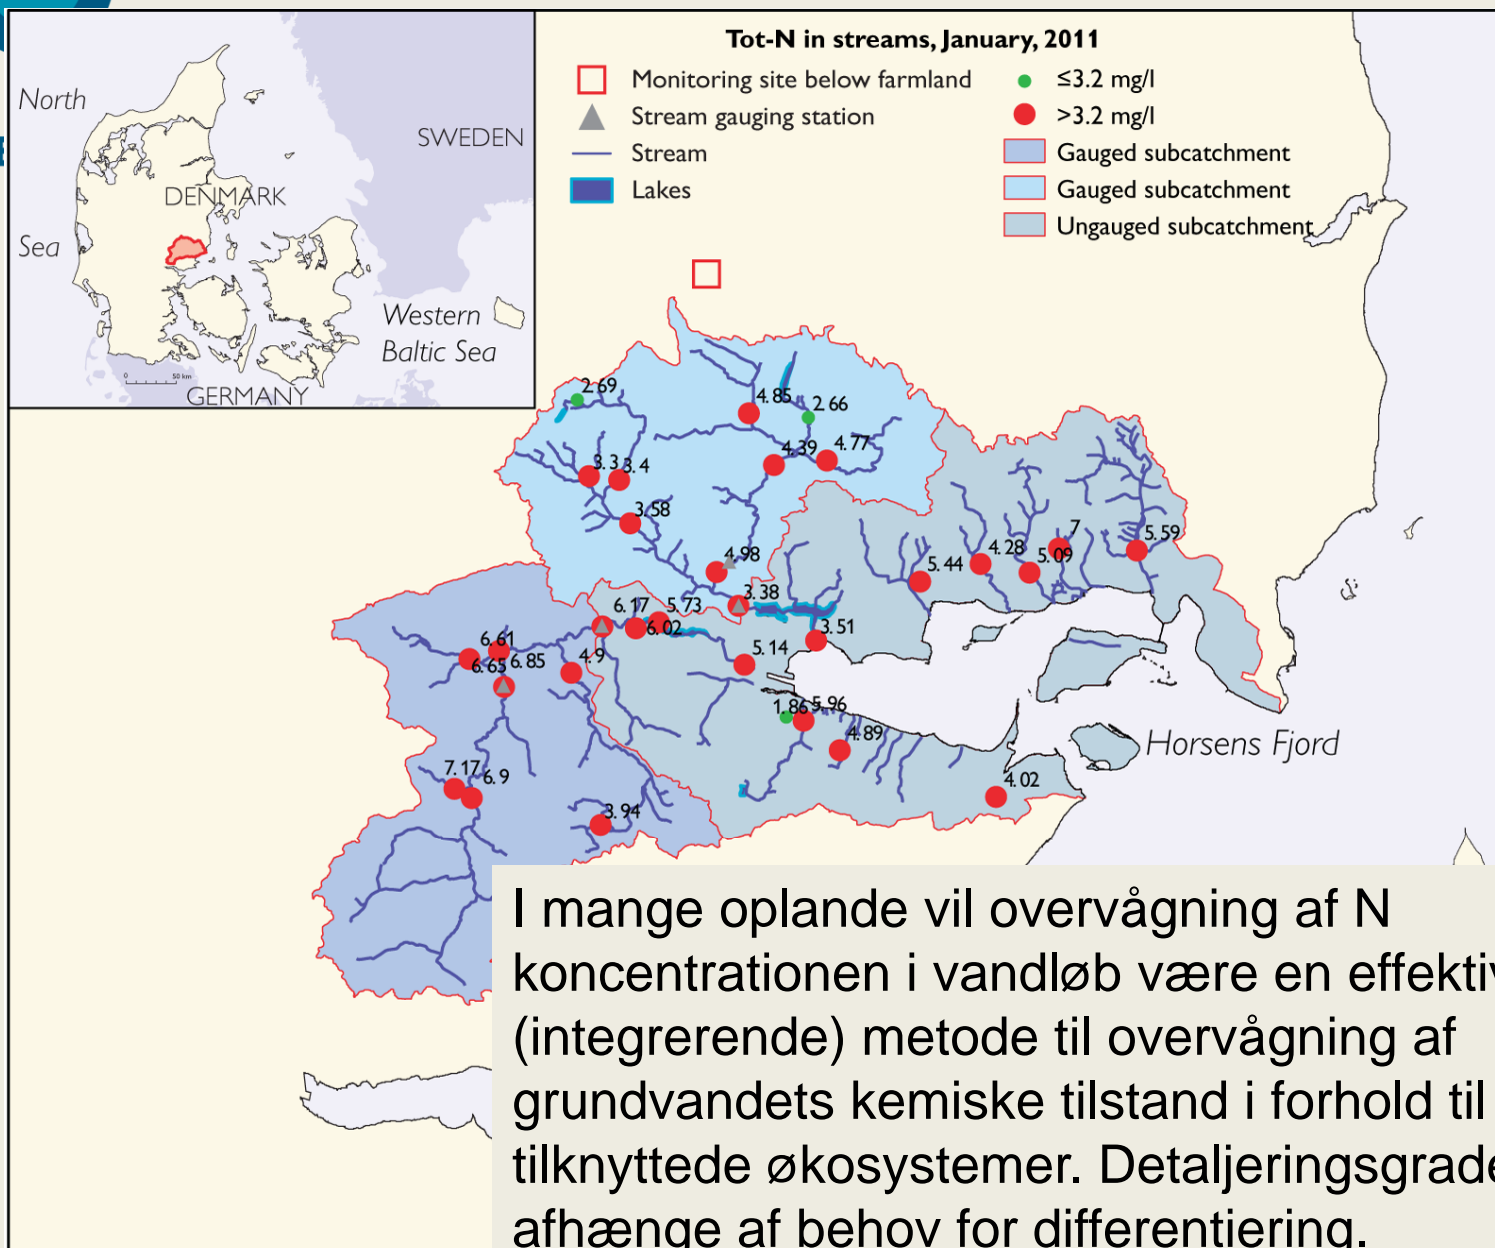 North
Sea
SWEDEN
DENMARK
Western
Baltic Sea
GERMANY
0 50 km
Tot-N in streams, January, 2011
Monitoring site below farmland
Stream gauging station
Stream
Lakes
≤3.2 mg/l
>3.2 mg/l
Gauged subcatchment
Gauged subcatchment
Ungauged subcatchment
2.69
4.85
2.66
4.39
4.77
3.3
3.4
3.58
4.98
3.38
5.44
4.28
5.09
7
5.59
6.17
5.73
6.02
3.51
5.14
6.61
6.65
6.85
4.9
1.86
5.96
4.89
4.02
7.17
6.9
3.94
Horsens Fjord
I mange oplande vil overvågning af N
koncentrationen i vandløb være en effektiv
(integrerende) metode til overvågning af
grundvandets kemiske tilstand i forhold til
tilknyttede økosystemer. Detaljeringsgrade
afhænge af behov for differentiering.